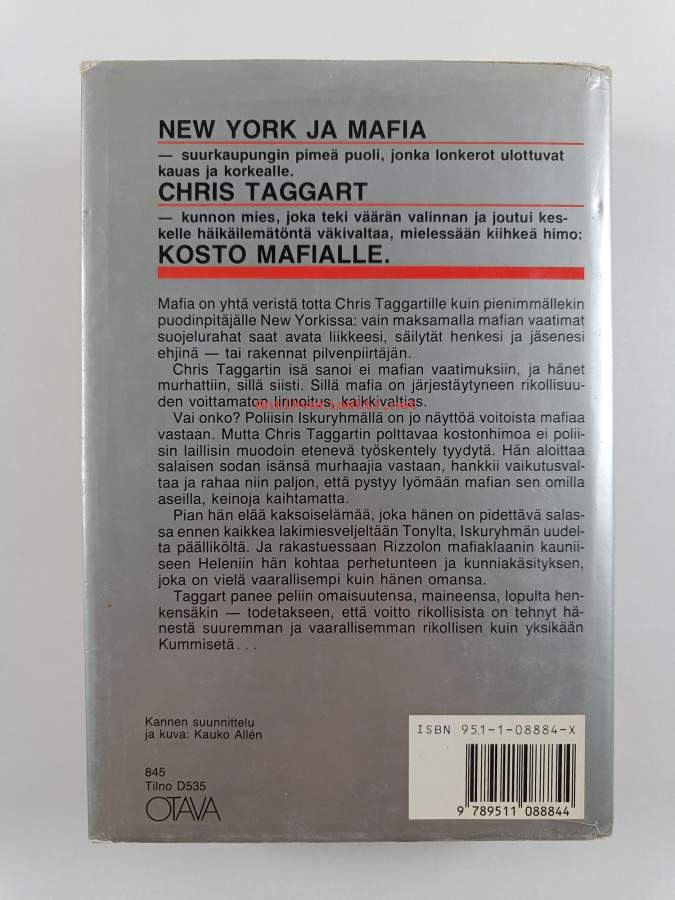 NEW YORK JA MAFIA
— suurkaupungin pimeä puoli, jonka lonkerot ulottuvat
kauas ja korkealle.
CHRIS TAGGART
— kunnon mies, joka teki väärän valinnan ja joutui kes-
kelle häikäilemätöntä väkivaltaa, mielessään kiihkeä himo:
KOSTO MAFIALLE.
Mafia on yhtä veristä totta Chris Taggartille kuin pienimmällekin
puodinpitäjälle New Yorkissa: vain maksamalla mafian vaatimat
suojelurahat saat avata liikkeesi, säilytät henkesi ja jäsenesi
ehjinä — tai rakennat pilvenpiirtäjän.
Chris Taggartin isä sanoi ei mafian vaatimuksiin, ja hänet
murhattiin, sillä siisti. Sillä mafia on järjestäytyneen rikollisuu-
den voittamaton linnoitus, kaikkivaltias.
antikvariaatti.net
Vai onko? Poliisin Iskuryhmällä on jo näyttöä voitoista mafiaa
vastaan. Mutta Chris Taggartin polttavaa kostonhimoa ei polii-
sin laillisin muodoin etenevä työskentely tyydytä. Hän aloittaa
salaisen sodan isänsä murhaajia vastaan, hankkii vaikutusval-
taa ja rahaa niin paljon, että pystyy lyömään mafian sen omilla
aseilla, keinoja kaihtamatta.
Pian hän elää kaksoiselämää, joka hänen on pidettävä salas-
sa ennen kaikkea lakimiesveljeltään Tonylta, Iskuryhmän uudel-
ta päälliköltä. Ja rakastuessaan Rizzolon mafiaklaanin kaunii-
seen Heleniin hän kohtaa perhetunteen ja kunniakäsityksen,
joka on vielä vaarallisempi kuin hänen omansa.
Taggart panee peliin omaisuutensa, maineensa, lopulta hen-
kensäkin — todetakseen, että voitto rikollisista on tehnyt hä-
nestä suuremman ja vaarallisemman rikollisen kuin yksikään
Kummisetä . . .
Kannen suunnittelu
ja kuva: Kauko Allén
845
Tilno D535
OTAVA
ISBN 951-1-08884-X
9 789511 088844